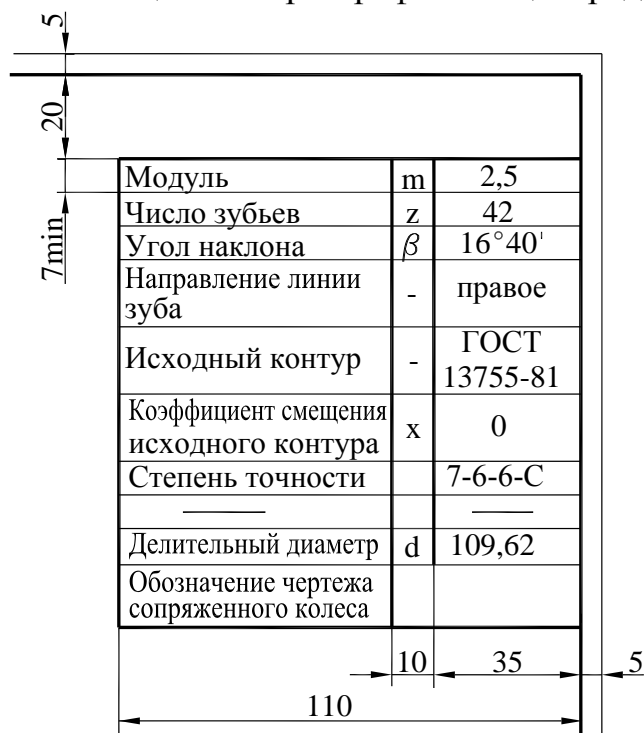 5
20
7min
Модуль m 2,5
Число зубьев z 42
Угол наклона β 16°40'
Направление линии
зуба - правое
Исходный контур - ГОСТ
13755-81
Коэффициент смещения
исходного контура x 0
Степень точности 7-6-6-С
Делительный диаметр d 109,62
Обозначение чертежа
сопряженного колеса
10 35 5
110